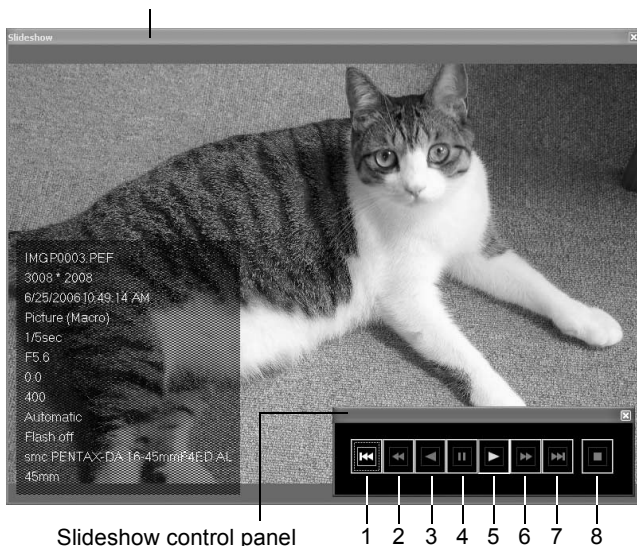 Slideshow
IMGP0003.PEF
3008 * 2008
6/25/2006 10:49:14 AM
Picture (Macro)
1/5sec
F5.6
0.0
400
Automatic
Flash off
smc PENTAX-DA 16-45mmF4ED AL
45mm
Slideshow control panel
1 2 3 4 5 6 7 8